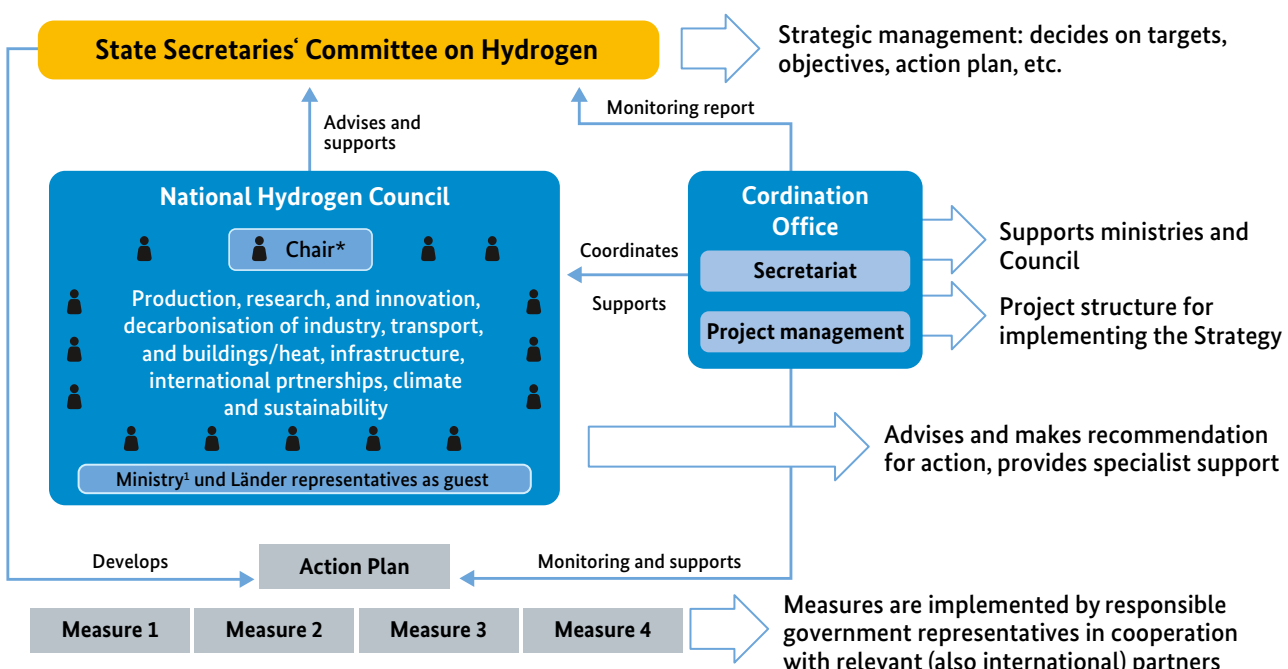 State Secretaries‘ Committee on Hydrogen
Strategic management: decides on targets,
objectives, action plan, etc.
Advises and
supports
Monitoring report
National Hydrogen Council
Chair*
Production, research, and innovation,
decarbonisation of industry, transport,
and buildings/heat, infrastructure,
international prtnerships, climate
and sustainability
Ministry¹ und Länder representatives as guest
Coordinates
Supports
Cordination
Office
Secretariat
Project management
Supports ministries and
Council
Project structure for
implementing the Strategy
Advises and makes recommendation
for action, provides specialist support
Develops
Action Plan
Monitoring and supports
Measure 1
Measure 2
Measure 3
Measure 4
Measures are implemented by responsible
government representatives in cooperation
with relevant (also international) partners